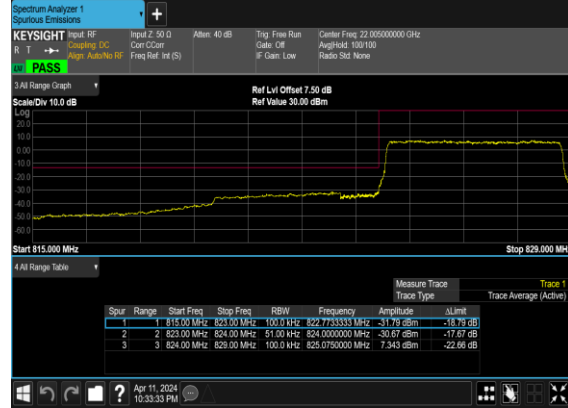 Spectrum Analyzer 1
Spurious Emissions
+
KEYSIGHT Input: RF Input Z: 50 Ω Atten: 40 dB Trig: Free Run Center Freq: 22.005000000 GHz
R T Coupling: DC Corr CCorr Gate: Off Avg|Hold: 100/100
Align: Auto/No RF Freq Ref: Int (S) IF Gain: Low Radio Std: None
PASS
3 All Range Graph
Ref Lvl Offset 7.50 dB
Scale/Div 10.0 dB Ref Value 30.00 dBm
Log
20.0
10.0
0.00
-10.0
-20.0
-30.0
-40.0
-50.0
-60.0
Start 815.000 MHz Stop 829.000 MH
4 All Range Table
Measure Trace Trace 1
Trace Type Trace Average (Active)
Spur Range Start Freq Stop Freq RBW Frequency Amplitude ΔLimit
1 1 815.00 MHz 823.00 MHz 100.0 kHz 822.7733333 MHz -31.79 dBm -18.79 dB
2 2 823.00 MHz 824.00 MHz 51.00 kHz 824.0000000 MHz -30.67 dBm -17.67 dB
3 3 824.00 MHz 829.00 MHz 100.0 kHz 825.0750000 MHz 7.343 dBm -22.66 dB
? Apr 11, 2024
10:33:33 PM